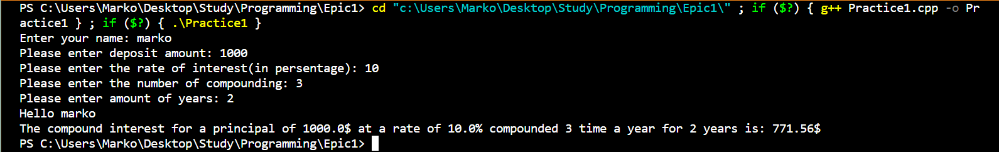 PS C:\Users\Marko\Desktop\Study\Programming\Epic1> cd "c:\Users\Marko\Desktop\Study\Programming\Epic1\" ; if ($?) { g++ Practice1.cpp -o Pr
actice1 } ; if ($?) { .\Practice1 }
Enter your name: marko
Please enter deposit amount: 1000
Please enter the rate of interest(in persentage): 10
Please enter the number of compounding: 3
Please enter amount of years: 2
Hello marko
The compound interest for a principal of 1000.0$ at a rate of 10.0% compounded 3 time a year for 2 years is: 771.56$
PS C:\Users\Marko\Desktop\Study\Programming\Epic1>